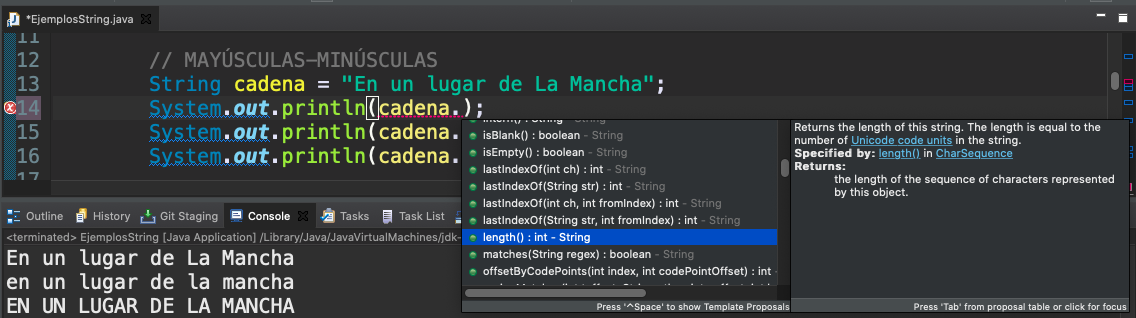 *EjemplosString.java
11
12 // MAYÚSCULAS-MINÚSCULAS
13 String cadena = "En un lugar de La Mancha";
14 System.out.println(cadena.);
15 System.out.println(cadena.
16 System.out.println(cadena.
17
intern() : String - String
isBlank() : boolean - String
isEmpty() : boolean - String
lastIndexOf(int ch) : int - String
lastIndexOf(String str) : int - String
lastIndexOf(int ch, int fromIndex) : int - String
lastIndexOf(String str, int fromIndex) : int - String
length() : int - String
matches(String regex) : boolean - String
offsetByCodePoints(int index, int codePointOffset) : int -
Press '^Space' to show Template Proposals
Returns the length of this string. The length is equal to the
number of Unicode code units in the string.
Specified by: length() in CharSequence
Returns:
the length of the sequence of characters represented
by this object.
Press 'Tab' from proposal table or click for focus
Outline History Git Staging Console Tasks Task List
<terminated> EjemplosString [Java Application] /Library/Java/JavaVirtualMachines/jdk-
En un lugar de La Mancha
en un lugar de la mancha
EN UN LUGAR DE LA MANCHA